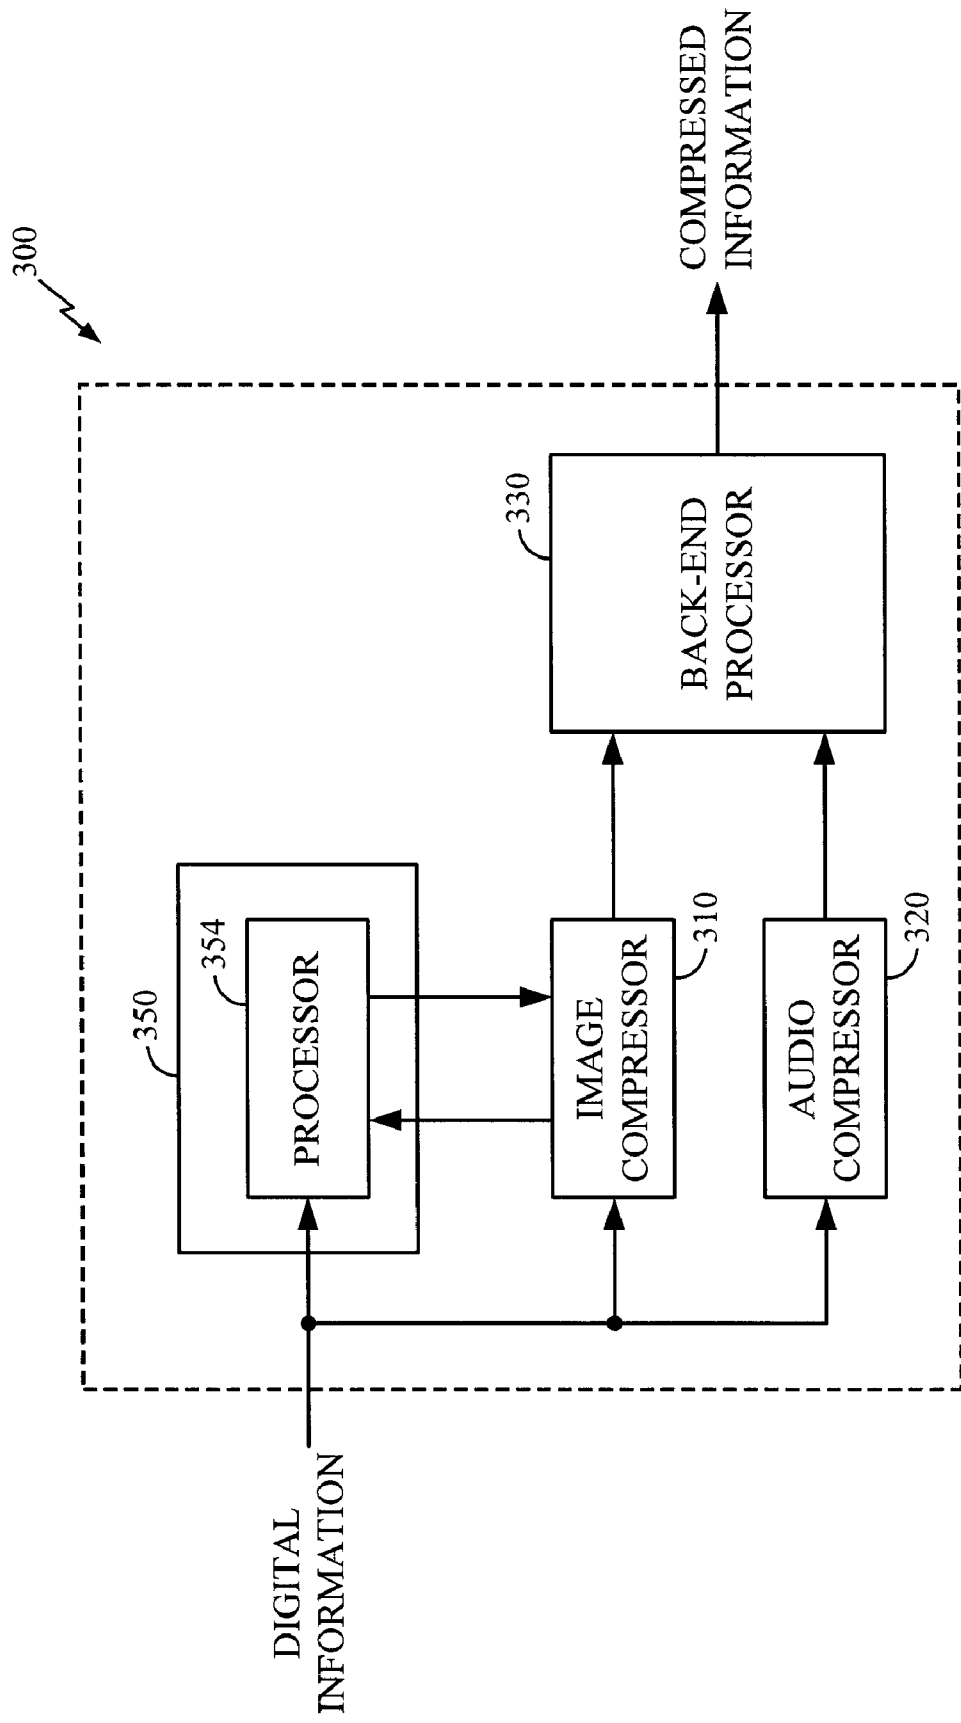 300
DIGITAL
INFORMATION
350
354
PROCESSOR
IMAGE
COMPRESSOR
310
AUDIO
COMPRESSOR
320
330
BACK-END
PROCESSOR
COMPRESSED
INFORMATION